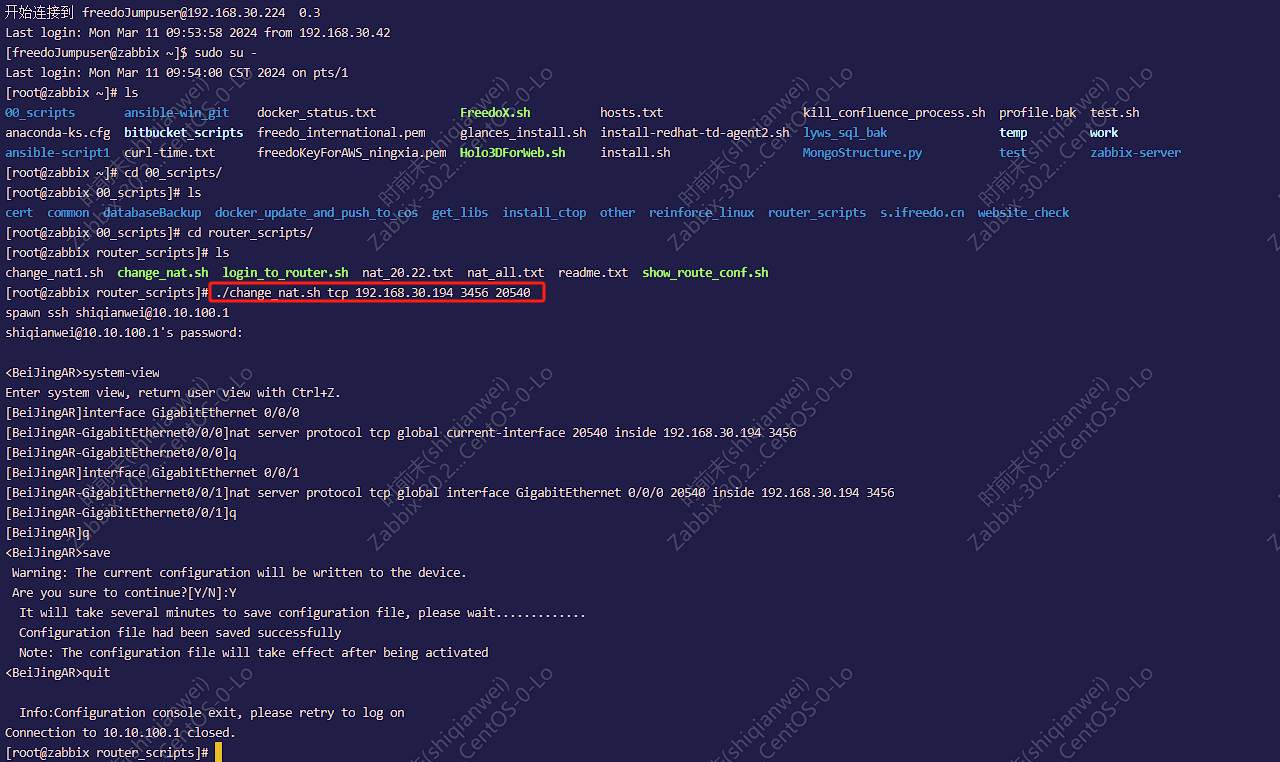 开始连接到 freedoJumpuser@192.168.30.224  0.3
Last login: Mon Mar 11 09:53:58 2024 from 192.168.30.42
[freedoJumpuser@zabbix ~]$ sudo su -
Last login: Mon Mar 11 09:54:00 CST 2024 on pts/1
[root@zabbix ~]# ls
00_scripts ansible-win_git docker_status.txt FreedoX.sh hosts.txt kill_confluence_process.sh profile.bak test.sh
anaconda-ks.cfg bitbucket_scripts freedo_international.pem glances_install.sh install-redhat-td-agent2.sh lyws_sql_bak temp work
ansible-script1 curl-time.txt freedoKeyForAWS_ningxia.pem Holo3DForWeb.sh install.sh MongoStructure.py test zabbix-server
[root@zabbix ~]# cd 00_scripts/
[root@zabbix 00_scripts]# ls
cert common databaseBackup docker_update_and_push_to_cos get_libs install_ctop other reinforce_linux router_scripts s.ifreedo.cn website_check
[root@zabbix 00_scripts]# cd router_scripts/
[root@zabbix router_scripts]# ls
change_nat1.sh change_nat.sh login_to_router.sh nat_20.22.txt nat_all.txt readme.txt show_route_conf.sh
[root@zabbix router_scripts]# ./change_nat.sh tcp 192.168.30.194 3456 20540
spawn ssh shiqianwei@10.10.100.1
shiqianwei@10.10.100.1's password:
<BeiJingAR>system-view
Enter system view, return user view with Ctrl+Z.
[BeiJingAR]interface GigabitEthernet 0/0/0
[BeiJingAR-GigabitEthernet0/0/0]nat server protocol tcp global current-interface 20540 inside 192.168.30.194 3456
[BeiJingAR-GigabitEthernet0/0/0]q
[BeiJingAR]interface GigabitEthernet 0/0/1
[BeiJingAR-GigabitEthernet0/0/1]nat server protocol tcp global interface GigabitEthernet 0/0/0 20540 inside 192.168.30.194 3456
[BeiJingAR-GigabitEthernet0/0/1]q
[BeiJingAR]q
<BeiJingAR>save
Warning: The current configuration will be written to the device.
Are you sure to continue?[Y/N]:Y
It will take several minutes to save configuration file, please wait.............
Configuration file had been saved successfully
Note: The configuration file will take effect after being activated
<BeiJingAR>quit
Info:Configuration console exit, please retry to log on
Connection to 10.10.100.1 closed.
[root@zabbix router_scripts]#
时前未(shiqianwei)
Zabbix-30.2...CentOS-0-Lo